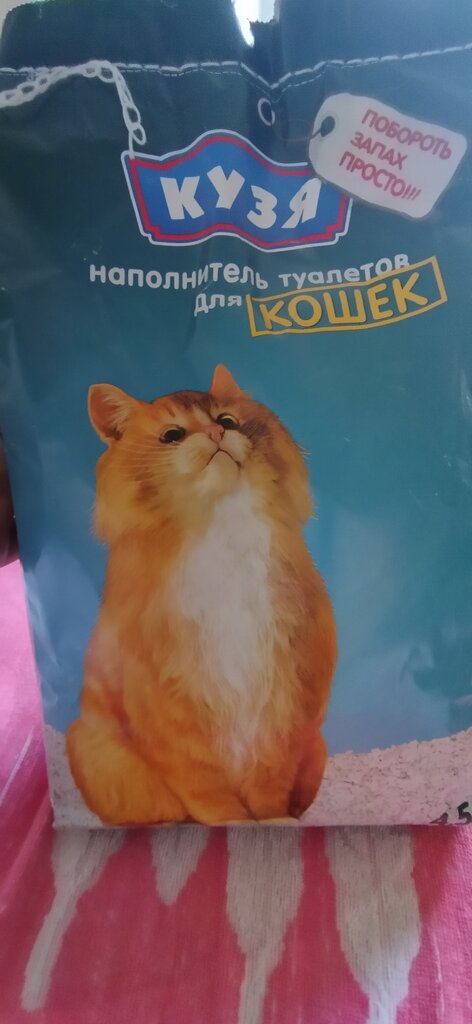 ПОБОРОТЬ
ЗАПАХ
ПРОСТО!!!
КУЗЯ
наполнитель туалетов
для КОШЕК